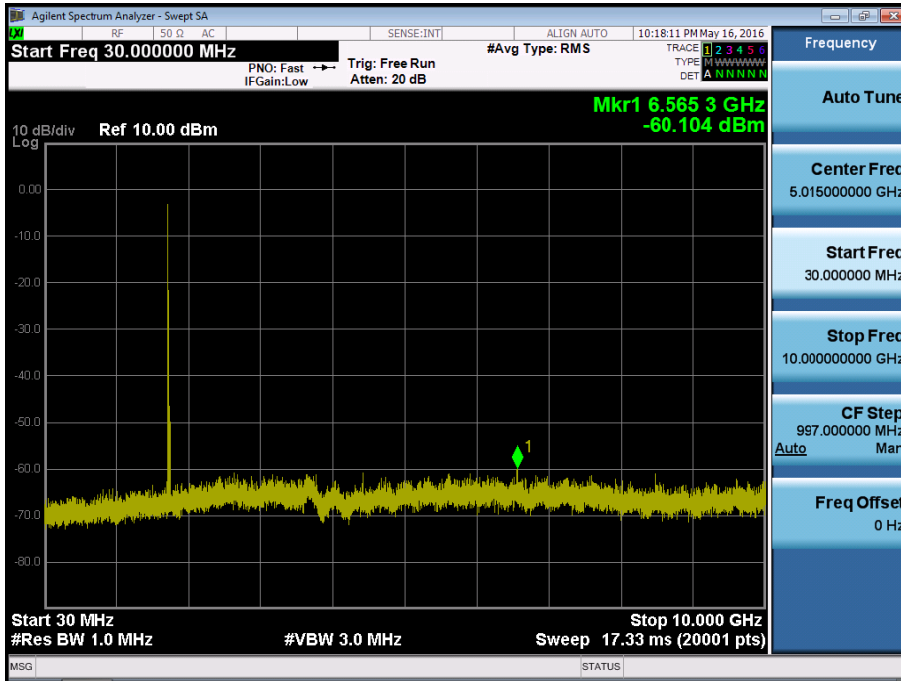 Agilent Spectrum Analyzer - Swept SA
LXI RF 50 Ω AC SENSE:INT ALIGN AUTO 10:18:11 PM May 16, 2016
Start Freq 30.000000 MHz
PNO: Fast
IFGain:Low
Trig: Free Run
Atten: 20 dB
#Avg Type: RMS
TRACE 1 2 3 4 5 6
TYPE M WWWWW
DET A N N N N N
Mkr1 6.565 3 GHz
-60.104 dBm
10 dB/div Ref 10.00 dBm
Log
0.00
-10.0
-20.0
-30.0
-40.0
-50.0
-60.0
-70.0
-80.0
1
Start 30 MHz Stop 10.000 GHz
#Res BW 1.0 MHz #VBW 3.0 MHz Sweep 17.33 ms (20001 pts)
MSG STATUS
Frequency
Auto Tune
Center Freq
5.015000000 GHz
Start Freq
30.000000 MHz
Stop Freq
10.000000000 GHz
CF Step
997.000000 MHz
Auto Man
Freq Offset
0 Hz